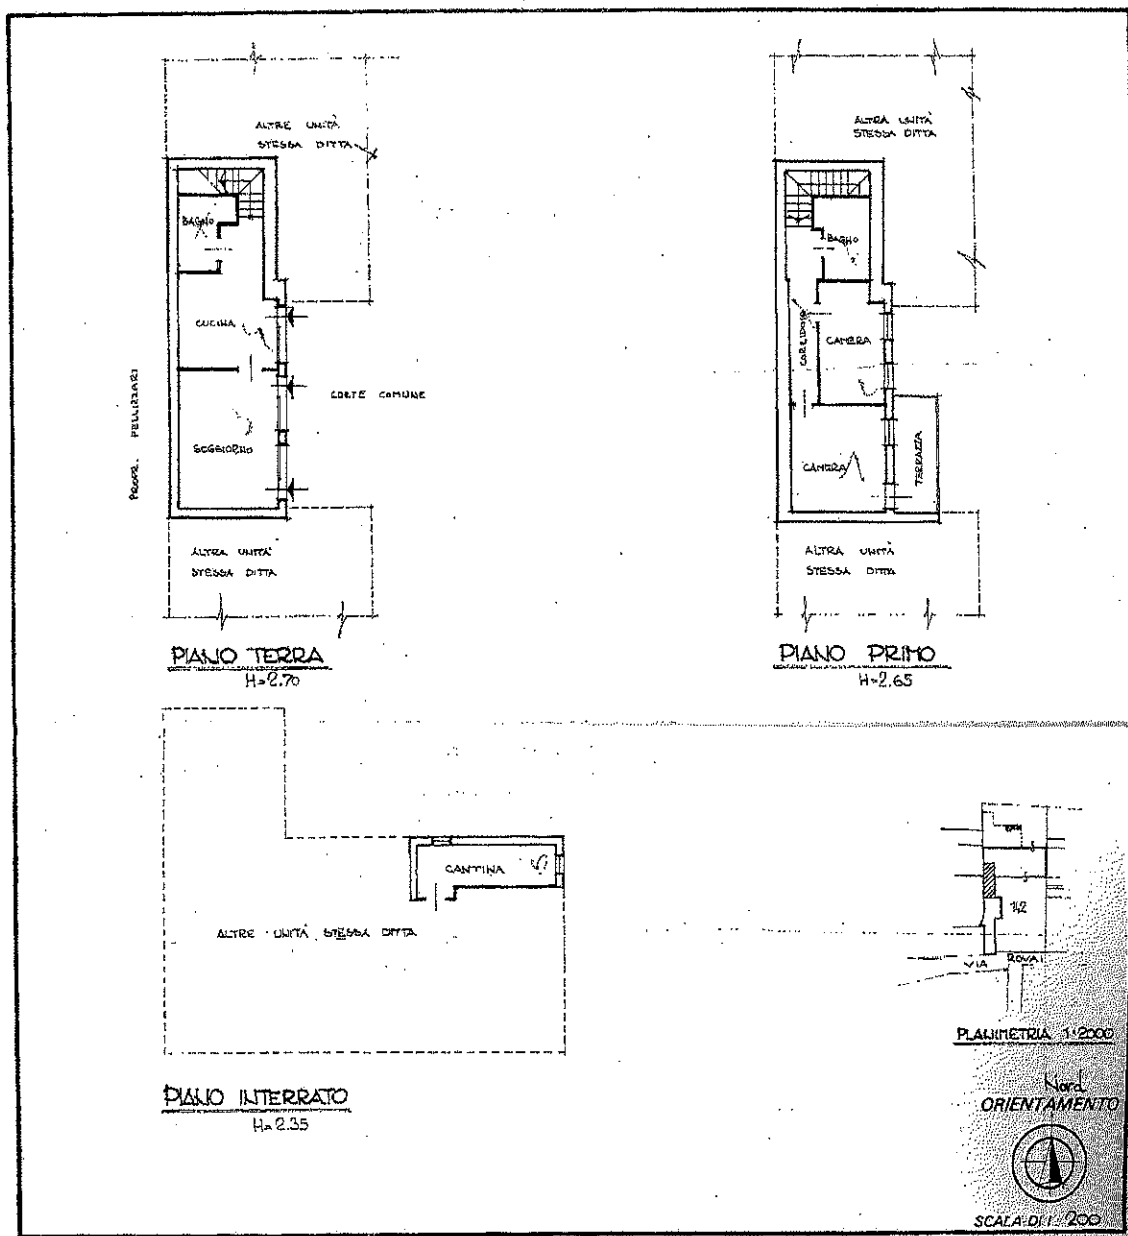 ALTRE UNITÀ
STESSA DITTA
BAGNO
CUCINA
SOGGIORNO
PROPR. PELLIZZARI
CORTE COMUNE
ALTRA UNITÀ
STESSA DITTA
PIANO TERRA
H=2.70
ALTRA UNITÀ
STESSA DITTA
BAGNO
CORRIDOIO
CAMERA
CAMERA
TERRAZZA
ALTRA UNITÀ
STESSA DITTA
PIANO PRIMO
H=2.65
CANTINA
ALTRE UNITÀ STESSA DITTA
PIANO INTERRATO
H=2.35
142
VIA ROVAI
PLANIMETRIA 1:2000
Nord
ORIENTAMENTO
SCALA DI 1: 200